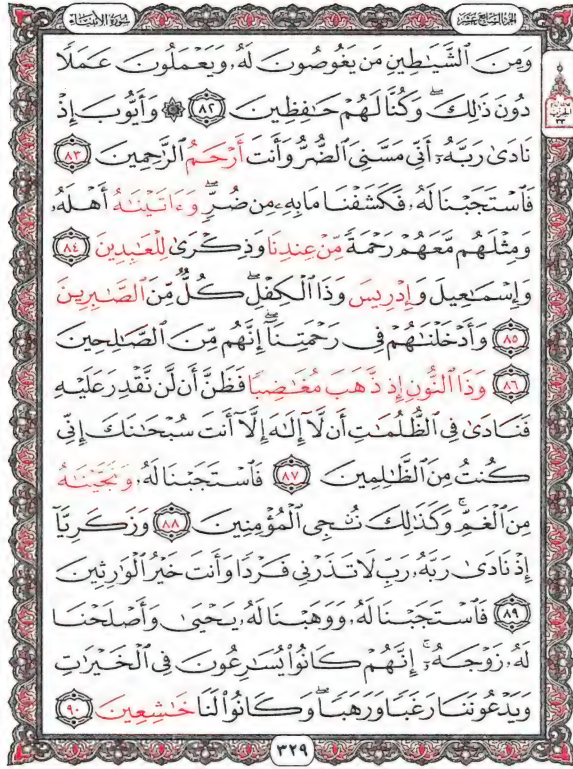 الجزء السابع عشر
سورة الأنبياء
وَمِنَ ٱلشَّيَٰطِينِ مَن يَغُوصُونَ لَهُۥ وَيَعْمَلُونَ عَمَلًا
دُونَ ذَٰلِكَ ۖ وَكُنَّا لَهُمْ حَٰفِظِينَ ﴿٨٢﴾ ۞ وَأَيُّوبَ إِذْ
نَادَىٰ رَبَّهُۥٓ أَنِّى مَسَّنِىَ ٱلضُّرُّ وَأَنتَ أَرْحَمُ ٱلرَّٰحِمِينَ ﴿٨٣﴾
فَٱسْتَجَبْنَا لَهُۥ فَكَشَفْنَا مَا بِهِۦ مِن ضُرٍّ ۖ وَءَاتَيْنَٰهُ أَهْلَهُۥ
وَمِثْلَهُم مَّعَهُمْ رَحْمَةً مِّنْ عِندِنَا وَذِكْرَىٰ لِلْعَٰبِدِينَ ﴿٨٤﴾
وَإِسْمَٰعِيلَ وَإِدْرِيسَ وَذَا ٱلْكِفْلِ ۖ كُلٌّ مِّنَ ٱلصَّٰبِرِينَ
﴿٨٥﴾ وَأَدْخَلْنَٰهُمْ فِى رَحْمَتِنَآ ۖ إِنَّهُم مِّنَ ٱلصَّٰلِحِينَ
﴿٨٦﴾ وَذَا ٱلنُّونِ إِذ ذَّهَبَ مُغَٰضِبًا فَظَنَّ أَن لَّن نَّقْدِرَ عَلَيْهِ
فَنَادَىٰ فِى ٱلظُّلُمَٰتِ أَن لَّآ إِلَٰهَ إِلَّآ أَنتَ سُبْحَٰنَكَ إِنِّى
كُنتُ مِنَ ٱلظَّٰلِمِينَ ﴿٨٧﴾ فَٱسْتَجَبْنَا لَهُۥ وَنَجَّيْنَٰهُ
مِنَ ٱلْغَمِّ ۚ وَكَذَٰلِكَ نُۨجِى ٱلْمُؤْمِنِينَ ﴿٨٨﴾ وَزَكَرِيَّآ
إِذْ نَادَىٰ رَبَّهُۥ رَبِّ لَا تَذَرْنِى فَرْدًا وَأَنتَ خَيْرُ ٱلْوَٰرِثِينَ
﴿٨٩﴾ فَٱسْتَجَبْنَا لَهُۥ وَوَهَبْنَا لَهُۥ يَحْيَىٰ وَأَصْلَحْنَا
لَهُۥ زَوْجَهُۥٓ ۚ إِنَّهُمْ كَانُوا۟ يُسَٰرِعُونَ فِى ٱلْخَيْرَٰتِ
وَيَدْعُونَنَا رَغَبًا وَرَهَبًا ۖ وَكَانُوا۟ لَنَا خَٰشِعِينَ ﴿٩٠﴾
٣٢٩